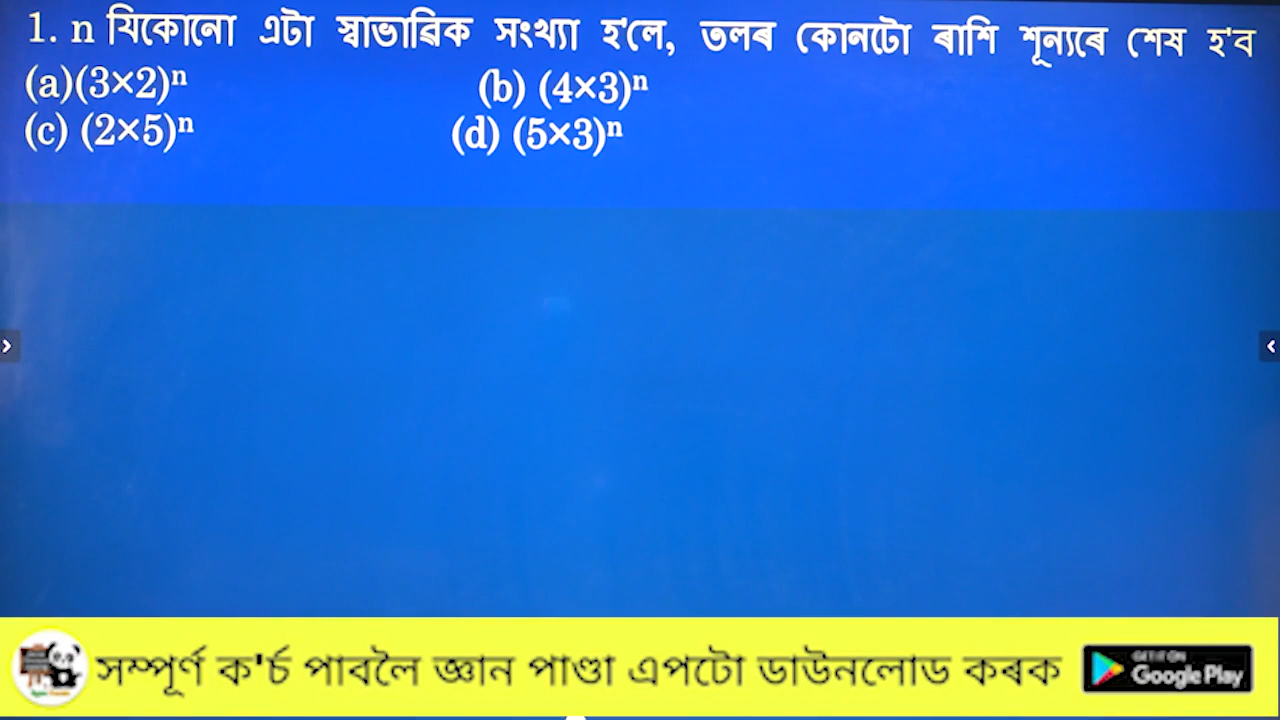 1. n যিকোনো এটা স্বাভাৱিক সংখ্যা হ'লে, তলৰ কোনটো ৰাশি শূন্যৰে শেষ হ'ব
(a)(3×2)ⁿ (b) (4×3)ⁿ
(c) (2×5)ⁿ (d) (5×3)ⁿ
সম্পূৰ্ণ ক'ৰ্চ পাবলৈ জ্ঞান পাণ্ডা এপটো ডাউনলোড কৰক
GET IT ON
Google Play